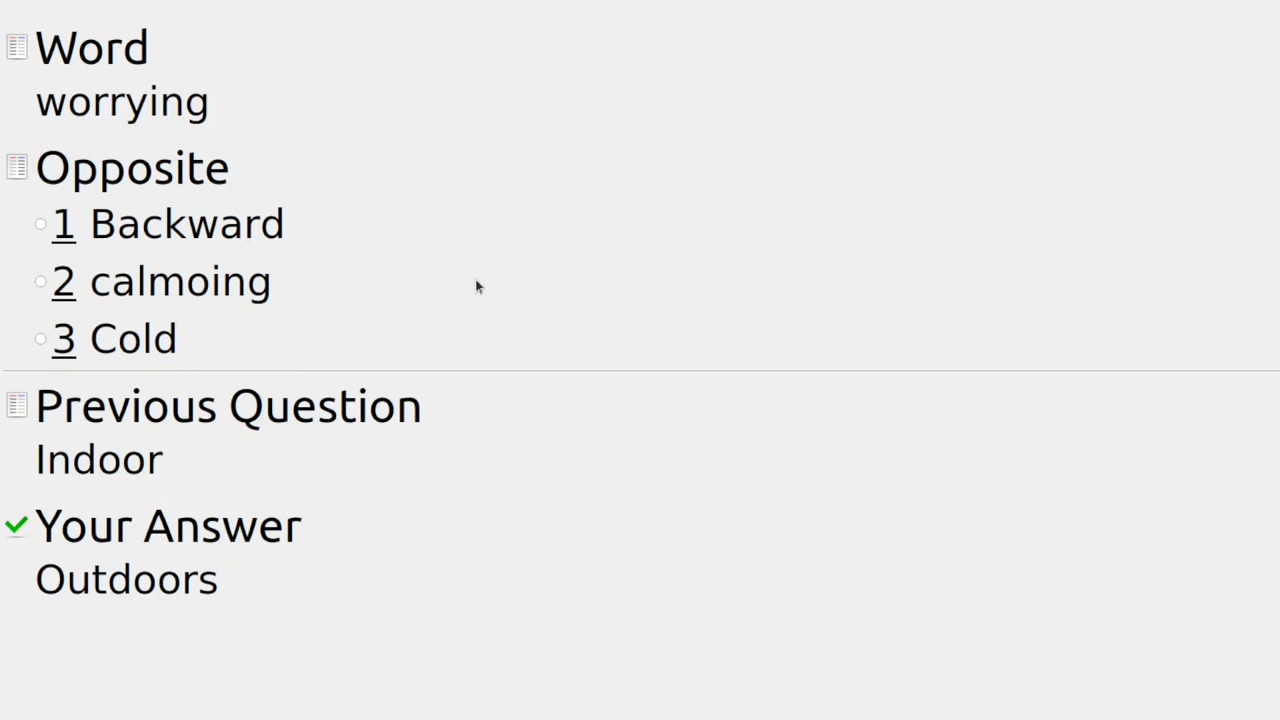 Word
worrying
Opposite
1 Backward
2 calmoing
3 Cold
Previous Question
Indoor
Your Answer
Outdoors